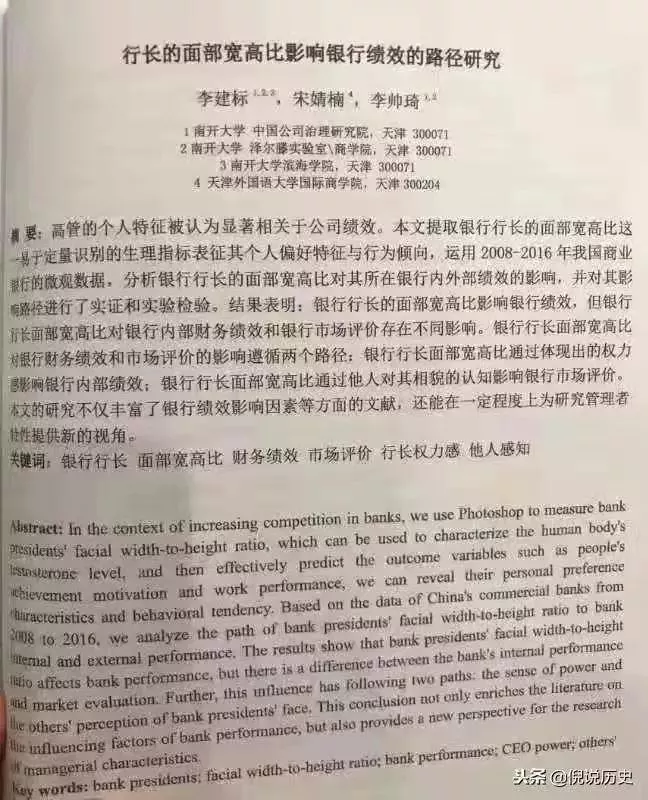 行长的面部宽高比影响银行绩效的路径研究
李建标 1,2,3，宋婧楠 4，李帅琦 1,2
1 南开大学 中国公司治理研究院，天津 300071
2 南开大学 泽尔滕实验室\商学院，天津 300071
3 南开大学滨海学院，天津 300071
4 天津外国语大学国际商学院，天津 300204
摘 要：高管的个人特征被认为显著相关于公司绩效。本文提取银行行长的面部宽高比这
一易于定量识别的生理指标表征其个人偏好特征与行为倾向，运用 2008-2016 年我国商业
银行的微观数据，分析银行行长的面部宽高比对其所在银行内外部绩效的影响，并对其影
响路径进行了实证和实验检验。结果表明：银行行长的面部宽高比影响银行绩效，但银行
行长面部宽高比对银行内部财务绩效和银行市场评价存在不同影响。银行行长面部宽高比
对银行财务绩效和市场评价的影响遵循两个路径：银行行长面部宽高比通过体现出的权力
感影响银行内部绩效；银行行长面部宽高比通过他人对其相貌的认知影响银行市场评价。
本文的研究不仅丰富了银行绩效影响因素等方面的文献，还能在一定程度上为研究管理者
特性提供新的视角。
关键词：银行行长 面部宽高比 财务绩效 市场评价 行长权力感 他人感知
Abstract: In the context of increasing competition in banks, we use Photoshop to measure bank
presidents' facial width-to-height ratio, which can be used to characterize the human body's
testosterone level, and then effectively predict the outcome variables such as people's
achievement motivation and work performance, we can reveal their personal preference
characteristics and behavioral tendency. Based on the data of China's commercial banks from
2008 to 2016, we analyze the path of bank presidents' facial width-to-height ratio to bank
internal and external performance. The results show that bank presidents' facial width-to-height
ratio affects bank performance, but there is a difference between the bank's internal performance
and market evaluation. Further, this influence has following two paths: the sense of power and
the others' perception of bank presidents' face. This conclusion not only enriches the literature on
the influencing factors of bank performance, but also provides a new perspective for the research
of managerial characteristics.
Key words: bank presidents; facial width-to-height ratio; bank performance; CEO power; others'
头条 @倪说历史